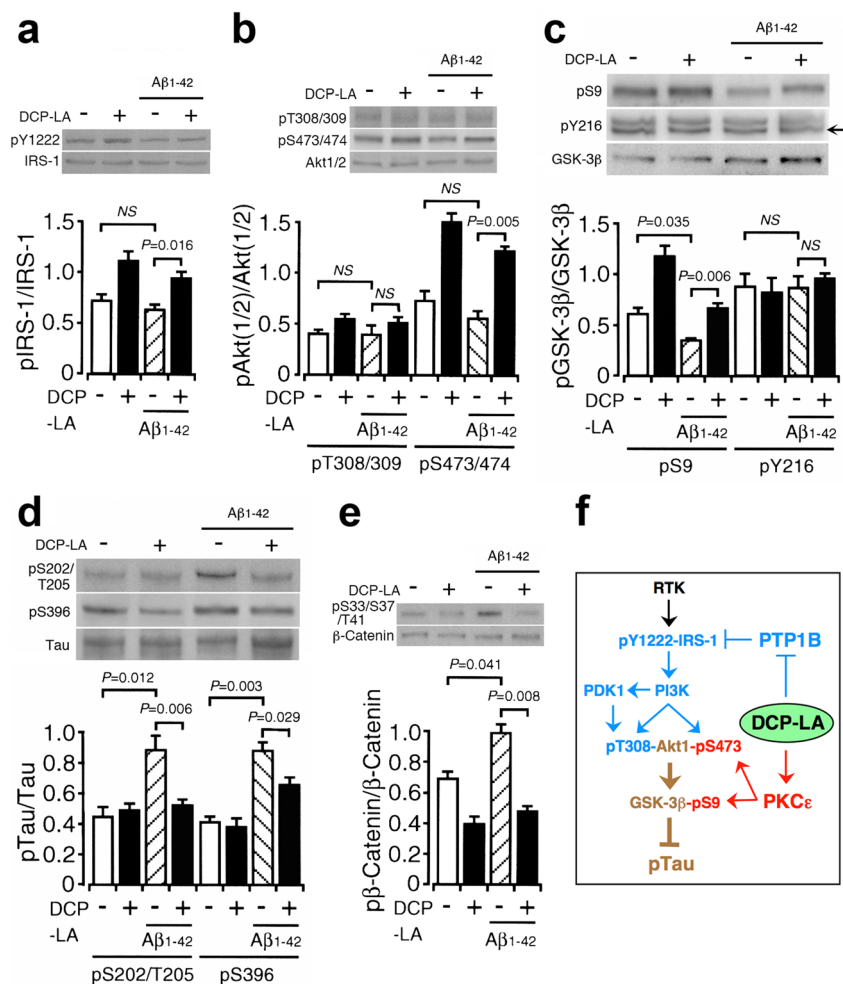 a
Aβ1-42
DCP-LA - + - +
pY1222
IRS-1
pIRS-1/IRS-1
1.5
1.0
0.5
0
NS
P=0.016
DCP - + - +
-LA Aβ1-42
b
Aβ1-42
DCP-LA - + - +
pT308/309
pS473/474
Akt1/2
pAkt(1/2)/Akt(1/2)
1.5
1.0
0.5
0
NS
P=0.005
NS
NS
DCP - + - + - + - +
-LA Aβ1-42 Aβ1-42
pT308/309 pS473/474
c
Aβ1-42
DCP-LA - + - +
pS9
pY216
GSK-3β
pGSK-3β/GSK-3β
1.5
1.0
0.5
0
P=0.035
P=0.006
NS
NS
DCP - + - + - + - +
-LA Aβ1-42 Aβ1-42
pS9 pY216
d
Aβ1-42
DCP-LA - + - +
pS202/
T205
pS396
Tau
pTau/Tau
1.0
0.8
0.6
0.4
0.2
0
P=0.012
P=0.006
P=0.003
P=0.029
DCP - + - + - + - +
-LA Aβ1-42 Aβ1-42
pS202/T205 pS396
e
Aβ1-42
DCP-LA - + - +
pS33/S37
/T41
β-Catenin
pβ-Catenin/β-Catenin
1.0
0.8
0.6
0.4
0.2
0
P=0.041
P=0.008
DCP - + - +
-LA Aβ1-42
f
RTK
pY1222-IRS-1 PTP1B
PDK1 PI3K
DCP-LA
pT308-Akt1-pS473
GSK-3β-pS9 PKCε
pTau